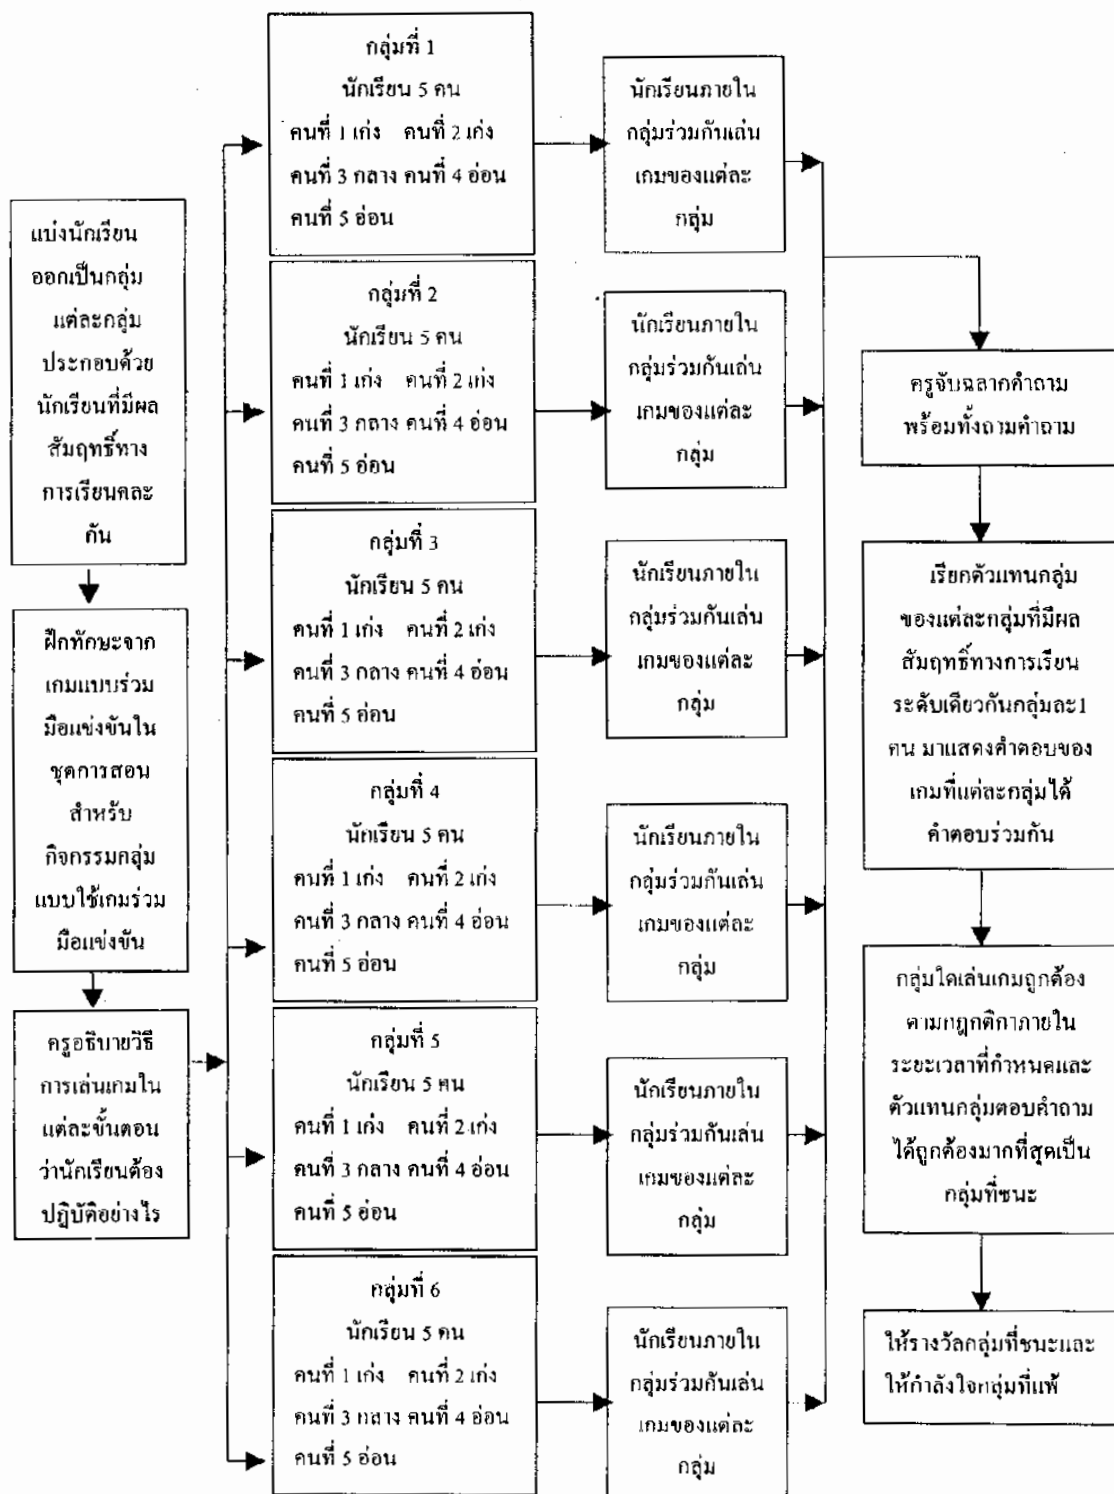 แบ่งนักเรียน
ออกเป็นกลุ่ม
แต่ละกลุ่ม
ประกอบด้วย
นักเรียนที่มีผล
สัมฤทธิ์ทาง
การเรียนคละ
กัน
ฝึกทักษะจาก
เกมแบบร่วม
มือแข่งขันใน
ชุดการสอน
สำหรับ
กิจกรรมกลุ่ม
แบบใช้เกมร่วม
มือแข่งขัน
ครูอธิบายวิธี
การเล่นเกมใน
แต่ละขั้นตอน
ว่านักเรียนต้อง
ปฏิบัติอย่างไร
กลุ่มที่ 1
นักเรียน 5 คน
คนที่ 1 เก่ง คนที่ 2 เก่ง
คนที่ 3 กลาง คนที่ 4 อ่อน
คนที่ 5 อ่อน
กลุ่มที่ 2
นักเรียน 5 คน
คนที่ 1 เก่ง คนที่ 2 เก่ง
คนที่ 3 กลาง คนที่ 4 อ่อน
คนที่ 5 อ่อน
กลุ่มที่ 3
นักเรียน 5 คน
คนที่ 1 เก่ง คนที่ 2 เก่ง
คนที่ 3 กลาง คนที่ 4 อ่อน
คนที่ 5 อ่อน
กลุ่มที่ 4
นักเรียน 5 คน
คนที่ 1 เก่ง คนที่ 2 เก่ง
คนที่ 3 กลาง คนที่ 4 อ่อน
คนที่ 5 อ่อน
กลุ่มที่ 5
นักเรียน 5 คน
คนที่ 1 เก่ง คนที่ 2 เก่ง
คนที่ 3 กลาง คนที่ 4 อ่อน
คนที่ 5 อ่อน
กลุ่มที่ 6
นักเรียน 5 คน
คนที่ 1 เก่ง คนที่ 2 เก่ง
คนที่ 3 กลาง คนที่ 4 อ่อน
คนที่ 5 อ่อน
นักเรียนภายใน
กลุ่มร่วมกันเล่น
เกมของแต่ละ
กลุ่ม
นักเรียนภายใน
กลุ่มร่วมกันเล่น
เกมของแต่ละ
กลุ่ม
นักเรียนภายใน
กลุ่มร่วมกันเล่น
เกมของแต่ละ
กลุ่ม
นักเรียนภายใน
กลุ่มร่วมกันเล่น
เกมของแต่ละ
กลุ่ม
นักเรียนภายใน
กลุ่มร่วมกันเล่น
เกมของแต่ละ
กลุ่ม
นักเรียนภายใน
กลุ่มร่วมกันเล่น
เกมของแต่ละ
กลุ่ม
ครูจับฉลากคำถาม
พร้อมทั้งถามคำถาม
เรียกตัวแทนกลุ่ม
ของแต่ละกลุ่มที่มีผล
สัมฤทธิ์ทางการเรียน
ระดับเดียวกันกลุ่มละ1
คน มาแสดงคำตอบของ
เกมที่แต่ละกลุ่มได้
คำตอบร่วมกัน
กลุ่มใดเล่นเกมถูกต้อง
ตามกฎกติกาภายใน
ระยะเวลาที่กำหนดและ
ตัวแทนกลุ่มตอบคำถาม
ได้ถูกต้องมากที่สุดเป็น
กลุ่มที่ชนะ
ให้รางวัลกลุ่มที่ชนะและ
ให้กำลังใจกลุ่มที่แพ้